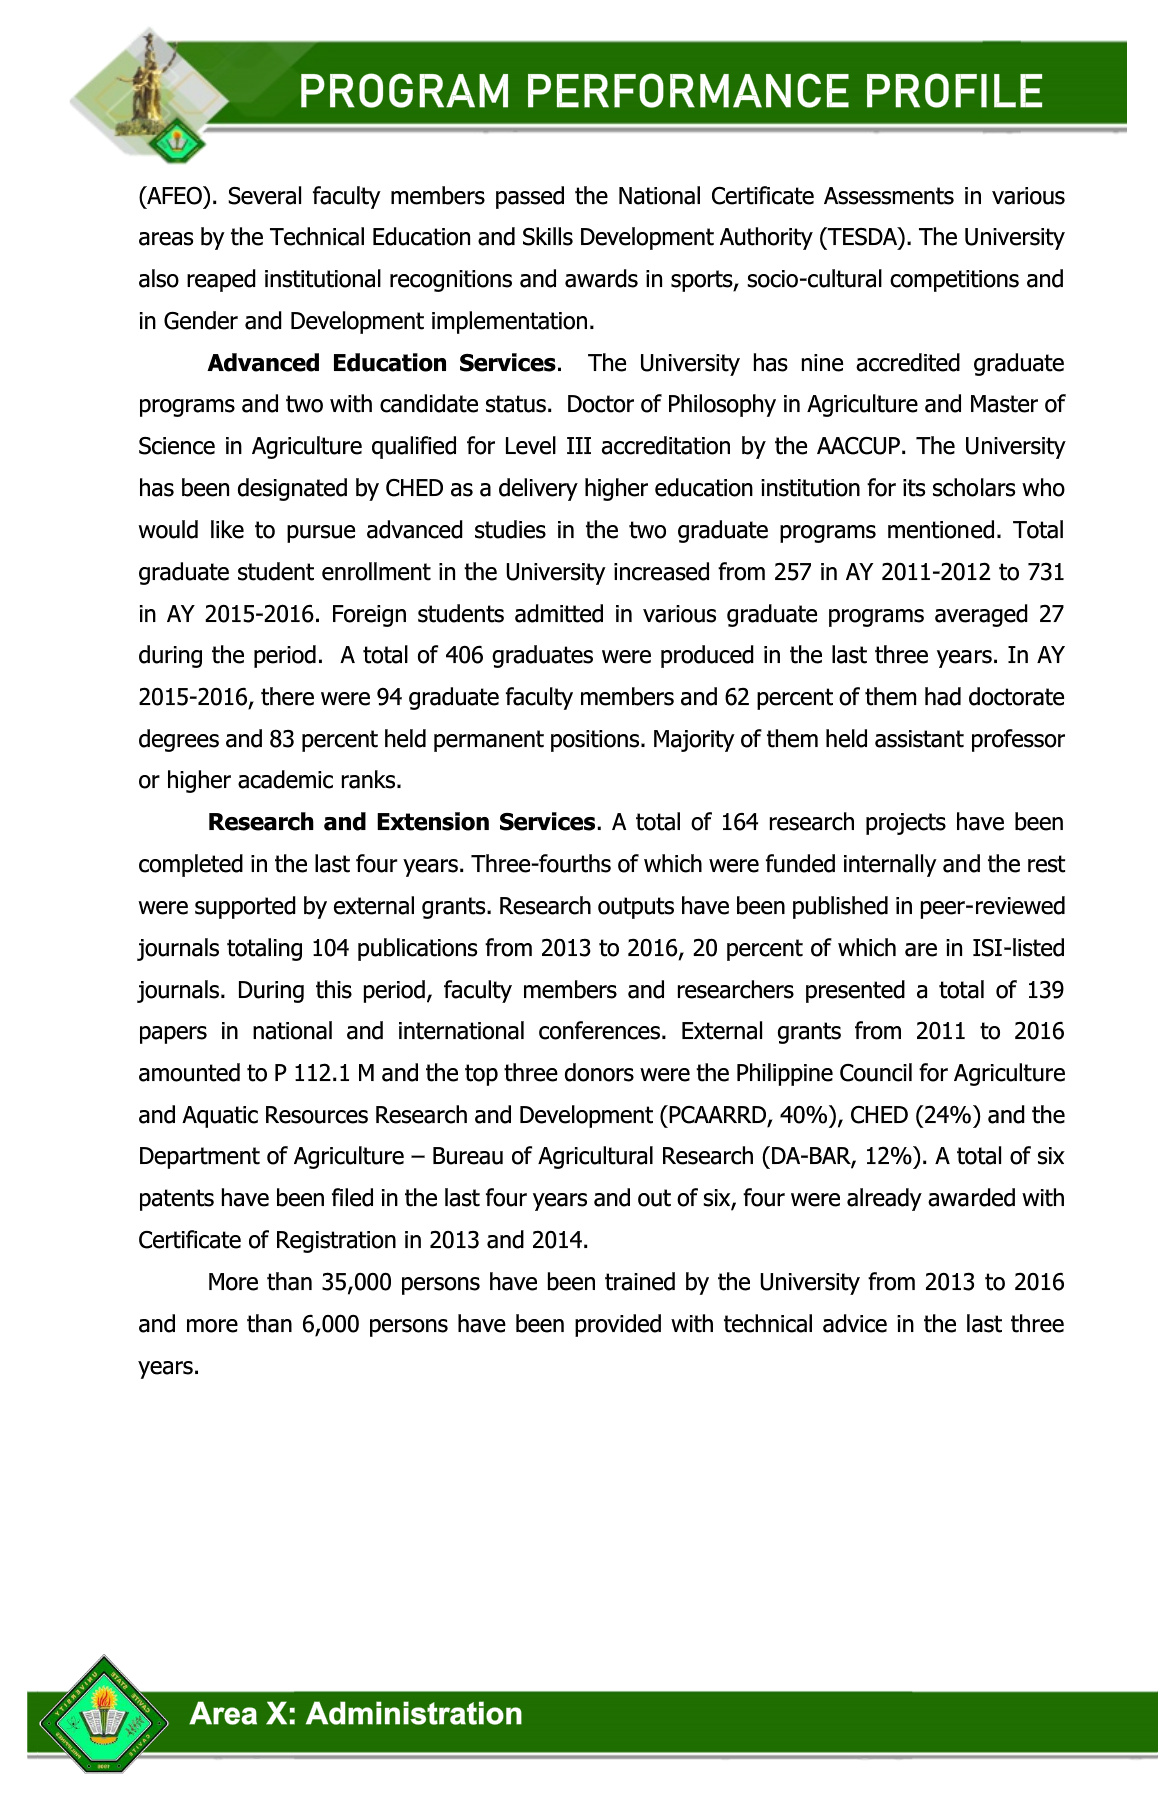 PROGRAM PERFORMANCE PROFILE
(AFEO). Several faculty members passed the National Certificate Assessments in various
areas by the Technical Education and Skills Development Authority (TESDA). The University
also reaped institutional recognitions and awards in sports, socio-cultural competitions and
in Gender and Development implementation.
Advanced Education Services. The University has nine accredited graduate
programs and two with candidate status. Doctor of Philosophy in Agriculture and Master of
Science in Agriculture qualified for Level III accreditation by the AACCUP. The University
has been designated by CHED as a delivery higher education institution for its scholars who
would like to pursue advanced studies in the two graduate programs mentioned. Total
graduate student enrollment in the University increased from 257 in AY 2011-2012 to 731
in AY 2015-2016. Foreign students admitted in various graduate programs averaged 27
during the period. A total of 406 graduates were produced in the last three years. In AY
2015-2016, there were 94 graduate faculty members and 62 percent of them had doctorate
degrees and 83 percent held permanent positions. Majority of them held assistant professor
or higher academic ranks.
Research and Extension Services. A total of 164 research projects have been
completed in the last four years. Three-fourths of which were funded internally and the rest
were supported by external grants. Research outputs have been published in peer-reviewed
journals totaling 104 publications from 2013 to 2016, 20 percent of which are in ISI-listed
journals. During this period, faculty members and researchers presented a total of 139
papers in national and international conferences. External grants from 2011 to 2016
amounted to P 112.1 M and the top three donors were the Philippine Council for Agriculture
and Aquatic Resources Research and Development (PCAARRD, 40%), CHED (24%) and the
Department of Agriculture – Bureau of Agricultural Research (DA-BAR, 12%). A total of six
patents have been filed in the last four years and out of six, four were already awarded with
Certificate of Registration in 2013 and 2014.
More than 35,000 persons have been trained by the University from 2013 to 2016
and more than 6,000 persons have been provided with technical advice in the last three
years.
CAVITE STATE UNIVERSITY
Area X: Administration